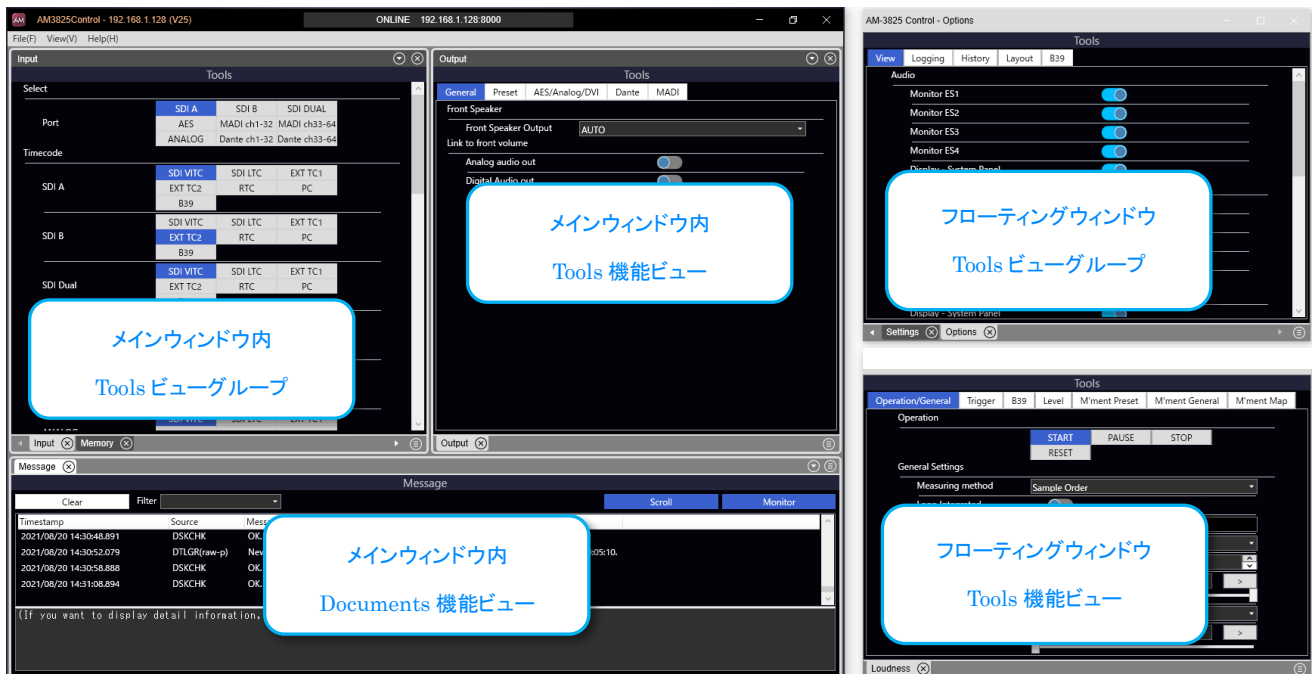 AM3825Control - 192.168.1.128 (V25)
ONLINE 192.168.1.128:8000
File(F) View(V) Help(H)
Input
Tools
Select
Port
SDI A SDI B SDI DUAL
AES MADI ch1-32 MADI ch33-64
ANALOG Dante ch1-32 Dante ch33-64
Timecode
SDI A
SDI VITC SDI LTC EXT TC1
EXT TC2 RTC PC
B39
SDI B
SDI VITC SDI LTC EXT TC1
EXT TC2 RTC PC
B39
SDI Dual
SDI VITC SDI LTC EXT TC1
EXT TC2 RTC PC
メインウィンドウ内
Tools ビューグループ
Input Memory
Output
Tools
General Preset AES/Analog/DVI Dante MADI
Front Speaker
Front Speaker Output AUTO
Link to front volume
Analog audio out
Digital Audio out
メインウィンドウ内
Tools 機能ビュー
Output
Message
Message
Clear Filter Scroll Monitor
Timestamp Source
2021/08/20 14:30:48.891 DSKCHK OK.
2021/08/20 14:30:52.079 DTLGR(raw-p) New :05:10.
2021/08/20 14:30:58.888 DSKCHK OK.
2021/08/20 14:31:08.894 DSKCHK OK.
(If you want to display detail information,
メインウィンドウ内
Documents 機能ビュー
AM-3825 Control - Options
Tools
View Logging History Layout B39
Audio
Monitor ES1
Monitor ES2
Monitor ES3
Monitor ES4
Display - System Panel
フローティングウィンドウ
Tools ビューグループ
Display - System Panel
Settings Options
Tools
Operation/General Trigger B39 Level M'ment Preset M'ment General M'ment Map
Operation
START PAUSE STOP
RESET
General Settings
Measuring method Sample Order
フローティングウィンドウ
Tools 機能ビュー
>
>
Loudness